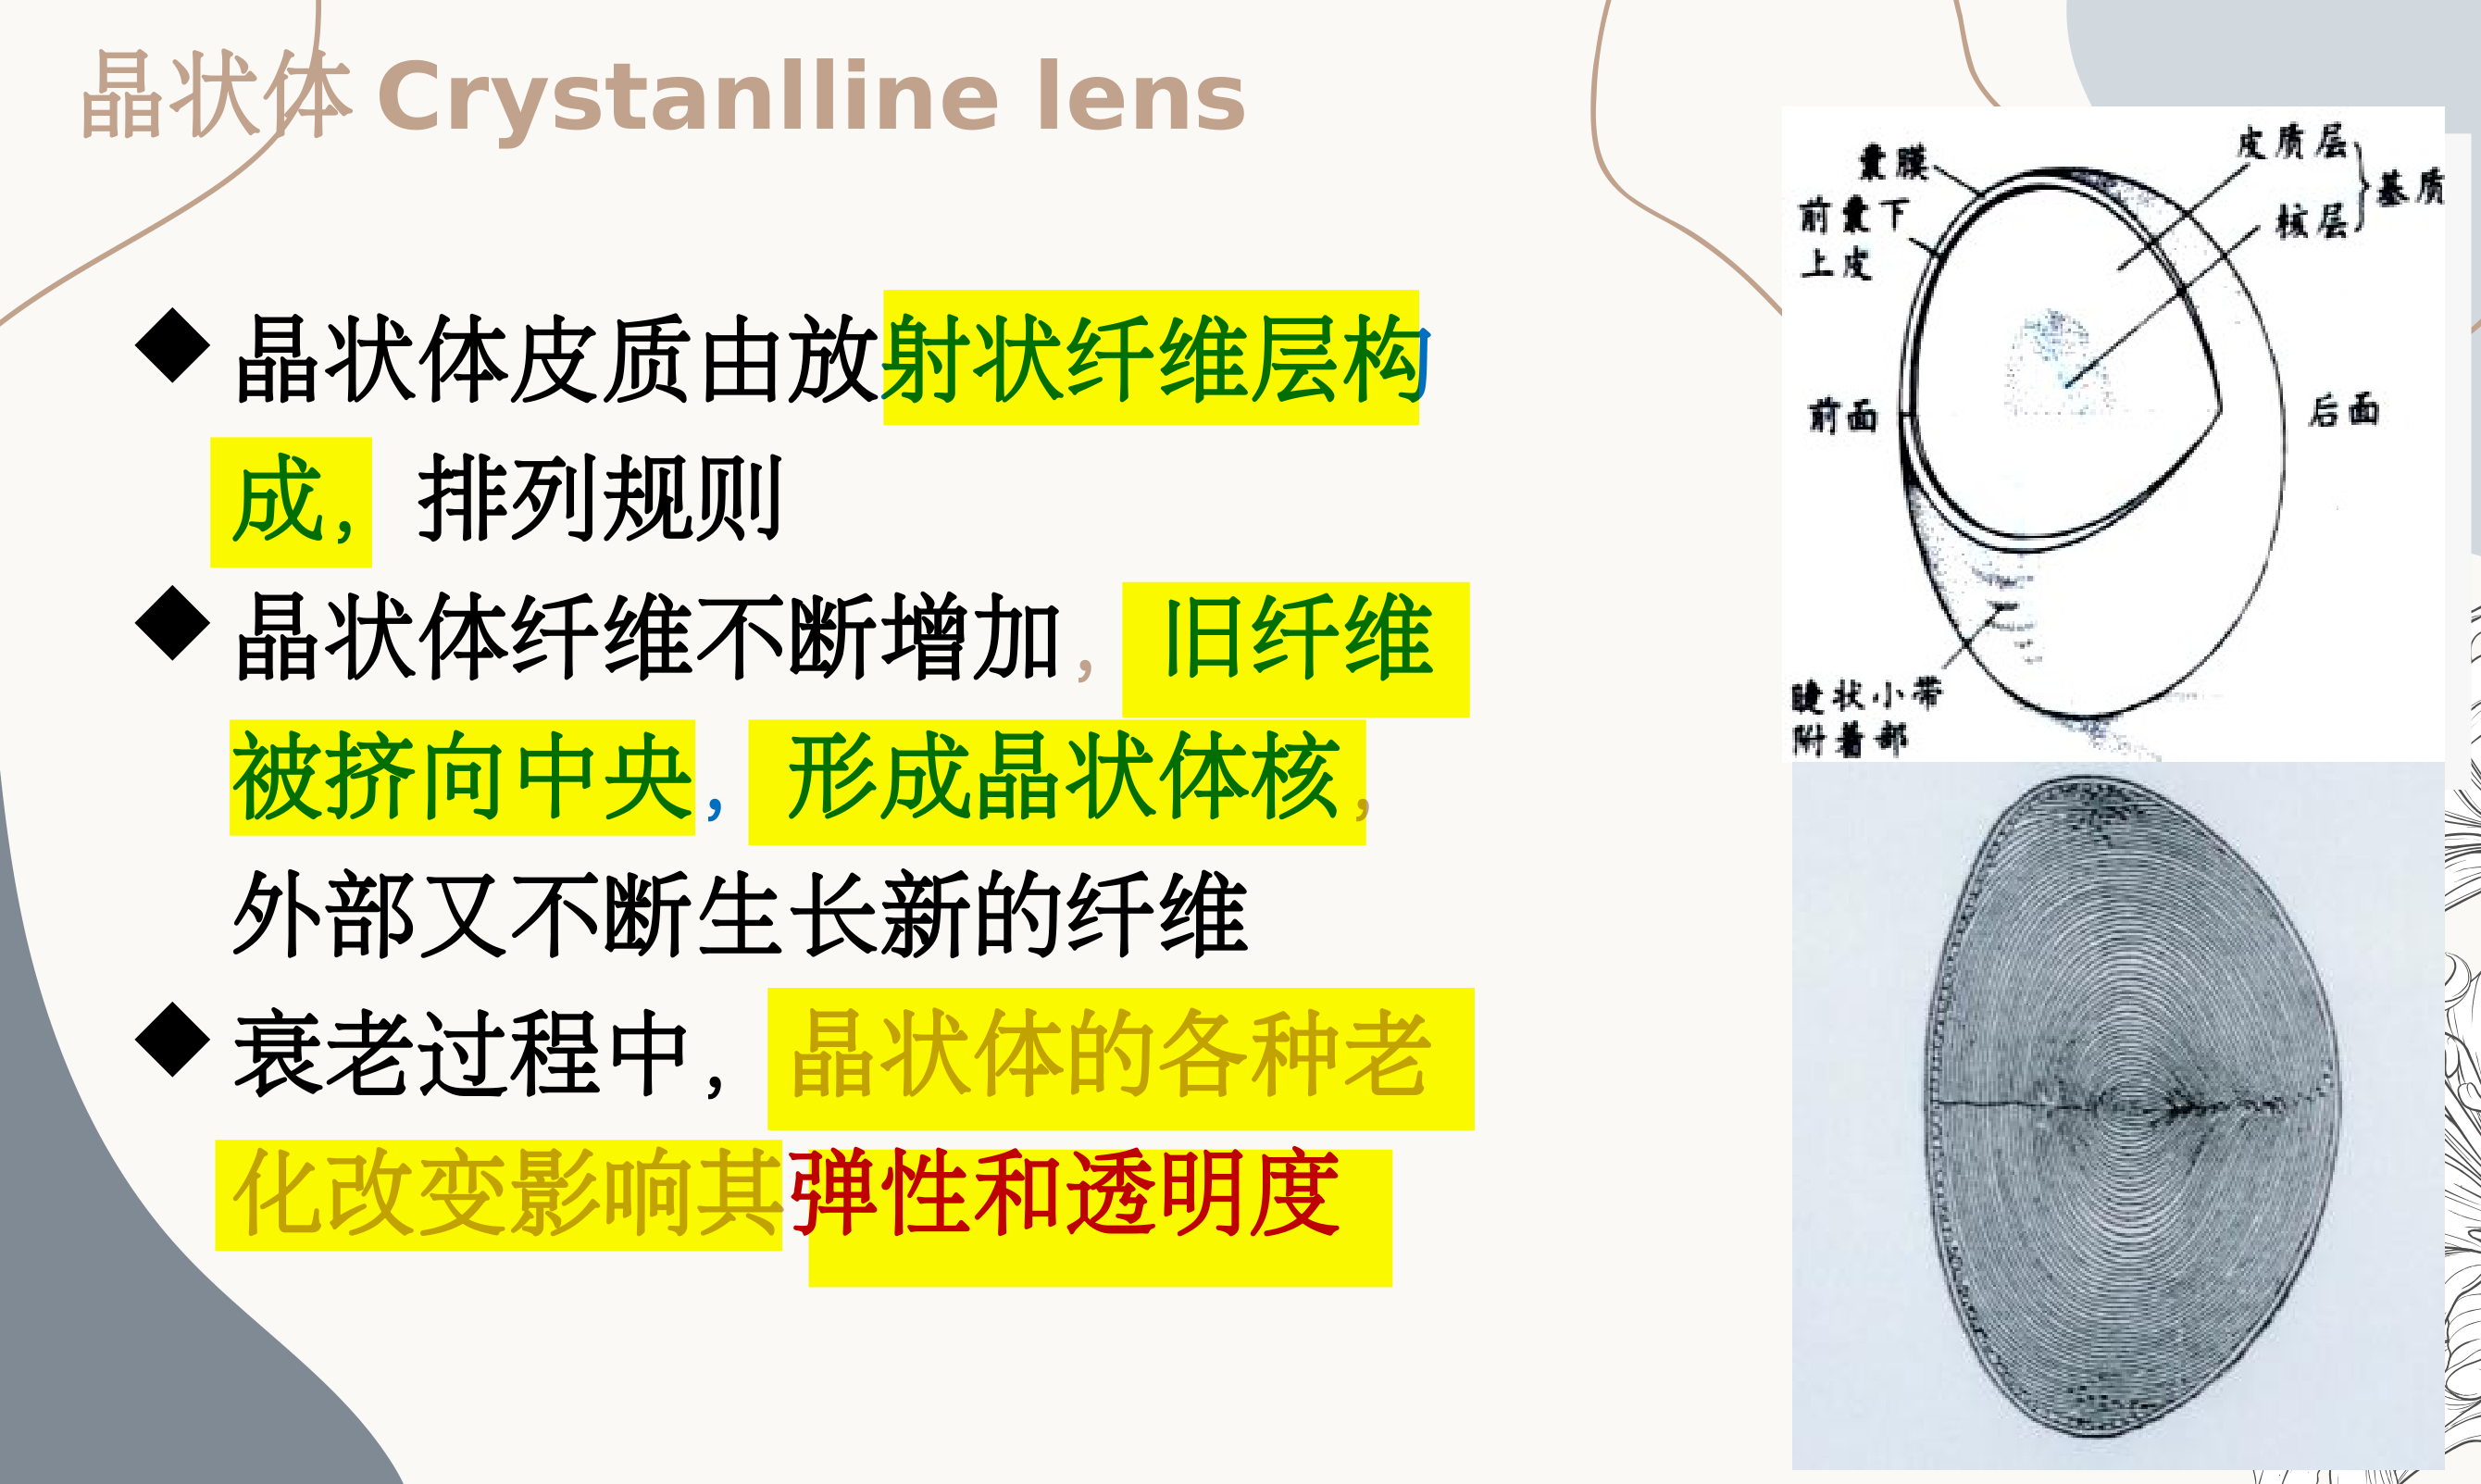 晶状体 Crystanlline lens
晶状体皮质由放射状纤维层构
成，排列规则
晶状体纤维不断增加，旧纤维
被挤向中央，形成晶状体核，
外部又不断生长新的纤维
衰老过程中，晶状体的各种老
化改变影响其弹性和透明度
囊膜
前囊下
上皮
皮质层
核层
基质
前面
后面
睫状小带
附着部